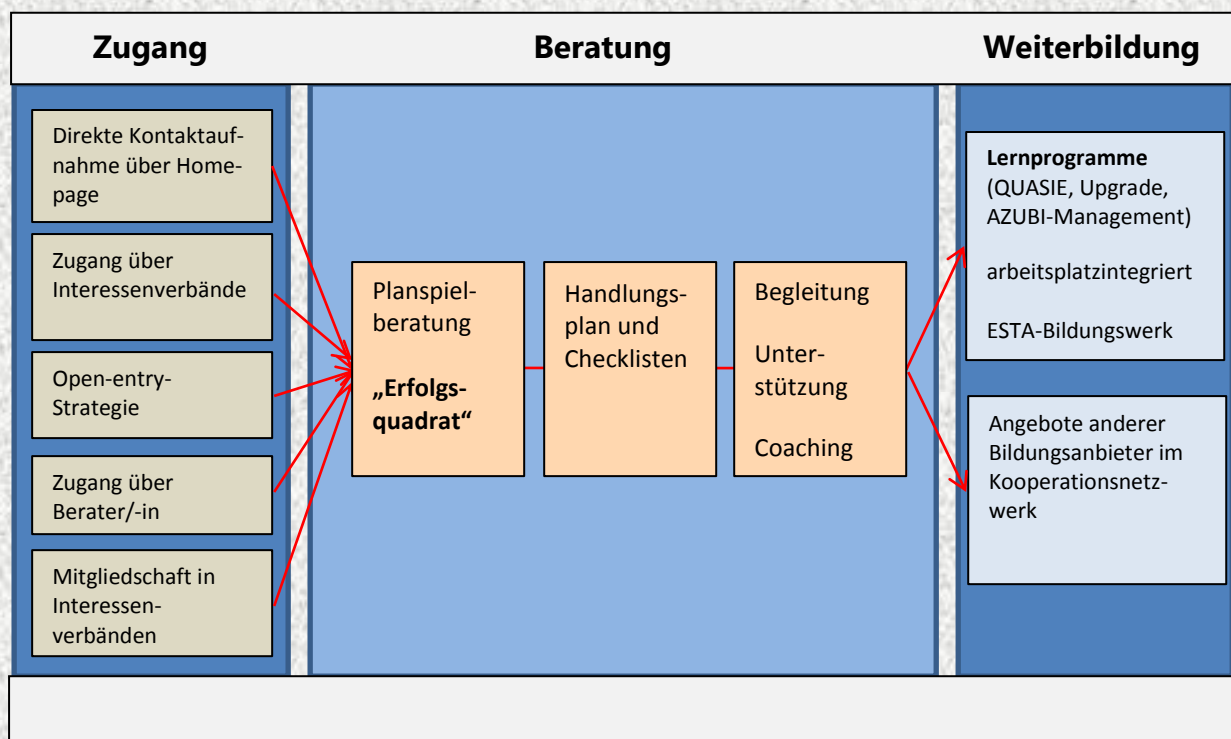 Zugang
Beratung
Weiterbildung
Direkte Kontaktauf-
nahme über Home-
page
Zugang über
Interessenverbände
Open-entry-
Strategie
Zugang über
Berater/-in
Mitgliedschaft in
Interessen-
verbänden
Planspiel-
beratung
„Erfolgs-
quadrat“
Handlungs-
plan und
Checklisten
Begleitung
Unter-
stützung
Coaching
Lernprogramme
(QUASIE, Upgrade,
AZUBI-Management)
arbeitsplatzintegriert
ESTA-Bildungswerk
Angebote anderer
Bildungsanbieter im
Kooperationsnetz-
werk